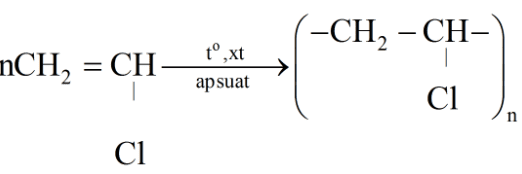 nCH₂ = CH —t°,xt / apsuat→ (–CH₂ – CH–)ₙ
| |
Cl Cl